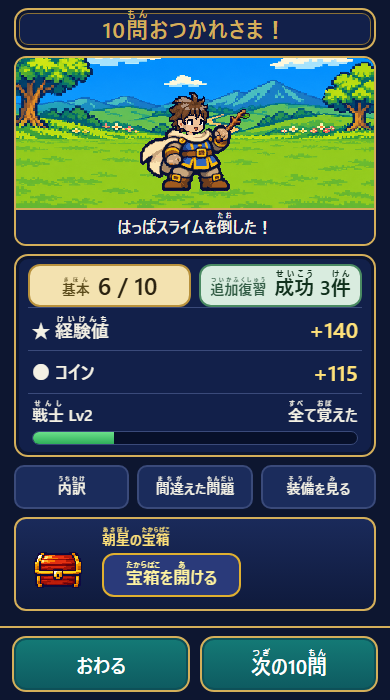 10問おつかれさま！
はっぱスライムを倒した！
基本 6 / 10
追加復習 成功 3件
★ 経験値 +140
● コイン +115
戦士 Lv2 全て覚えた
内訳 間違えた問題 装備を見る
朝星の宝箱
宝箱を開ける
おわる 次の10問